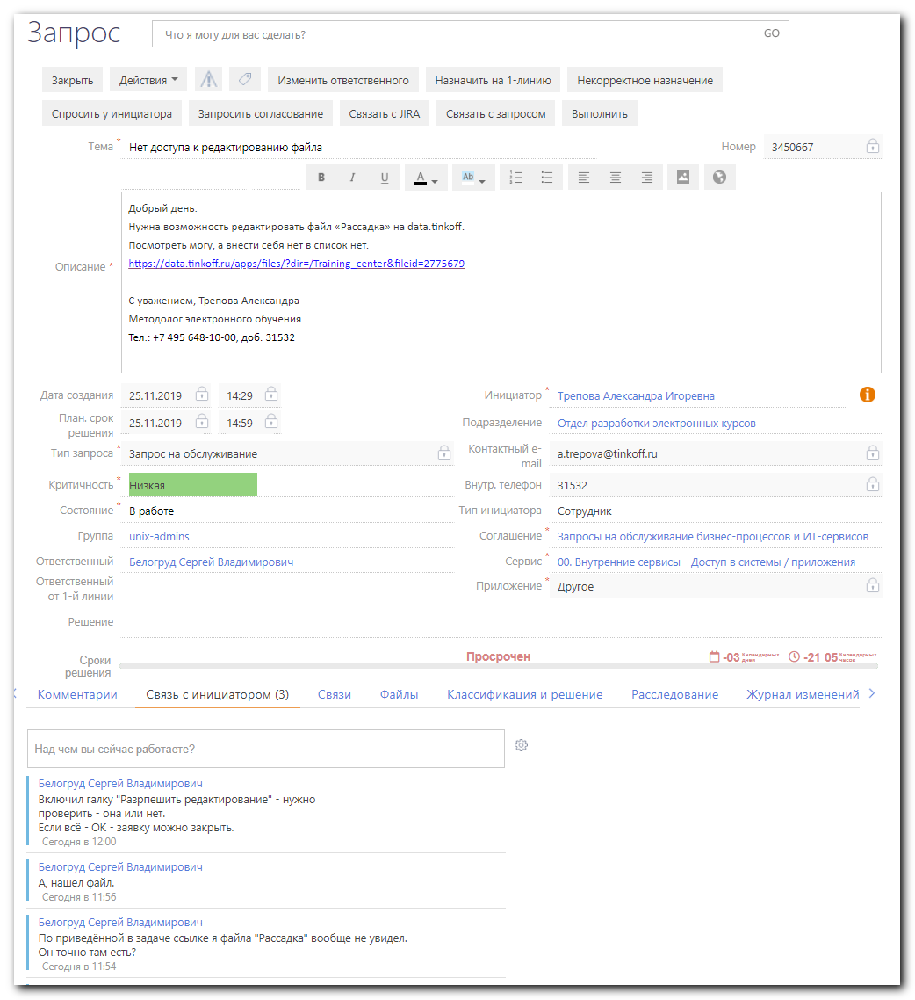 Запрос
Что я могу для вас сделать?
GO
Закрыть
Действия
Изменить ответственного
Назначить на 1-линию
Некорректное назначение
Спросить у инициатора
Запросить согласование
Связать с JIRA
Связать с запросом
Выполнить
Тема * Нет доступа к редактированию файла
Номер 3450667
B I U A Ab
Описание *
Добрый день.
Нужна возможность редактировать файл «Рассадка» на data.tinkoff.
Посмотреть могу, а внести себя нет в список нет.
https://data.tinkoff.ru/apps/files/?dir=/Training_center&fileid=2775679
С уважением, Трепова Александра
Методолог электронного обучения
Тел.: +7 495 648-10-00, доб. 31532
Дата создания 25.11.2019 14:29
План. срок
решения 25.11.2019 14:59
Тип запроса * Запрос на обслуживание
Критичность * Низкая
Состояние * В работе
Группа unix-admins
Ответственный Белогруд Сергей Владимирович
Ответственный
от 1-й линии
Решение
Инициатор * Трепова Александра Игоревна
Подразделение Отдел разработки электронных курсов
Контактный e-
mail a.trepova@tinkoff.ru
Внутр. телефон 31532
Тип инициатора Сотрудник
Соглашение * Запросы на обслуживание бизнес-процессов и ИТ-сервисов
Сервис * 00. Внутренние сервисы - Доступ в системы / приложения
Приложение * Другое
Сроки
решения
Просрочен
-03 Календарных
дней
-21 05 Календарных
часов
Комментарии
Связь с инициатором (3)
Связи
Файлы
Классификация и решение
Расследование
Журнал изменений
Над чем вы сейчас работаете?
Белогруд Сергей Владимирович
Включил галку "Разрпешить редактирование" - нужно
проверить - она или нет.
Если всё - ОК - заявку можно закрыть.
Сегодня в 12:00
Белогруд Сергей Владимирович
А, нашел файл.
Сегодня в 11:56
Белогруд Сергей Владимирович
По приведённой в задаче ссылке я файла "Рассадка" вообще не увидел.
Он точно там есть?
Сегодня в 11:54